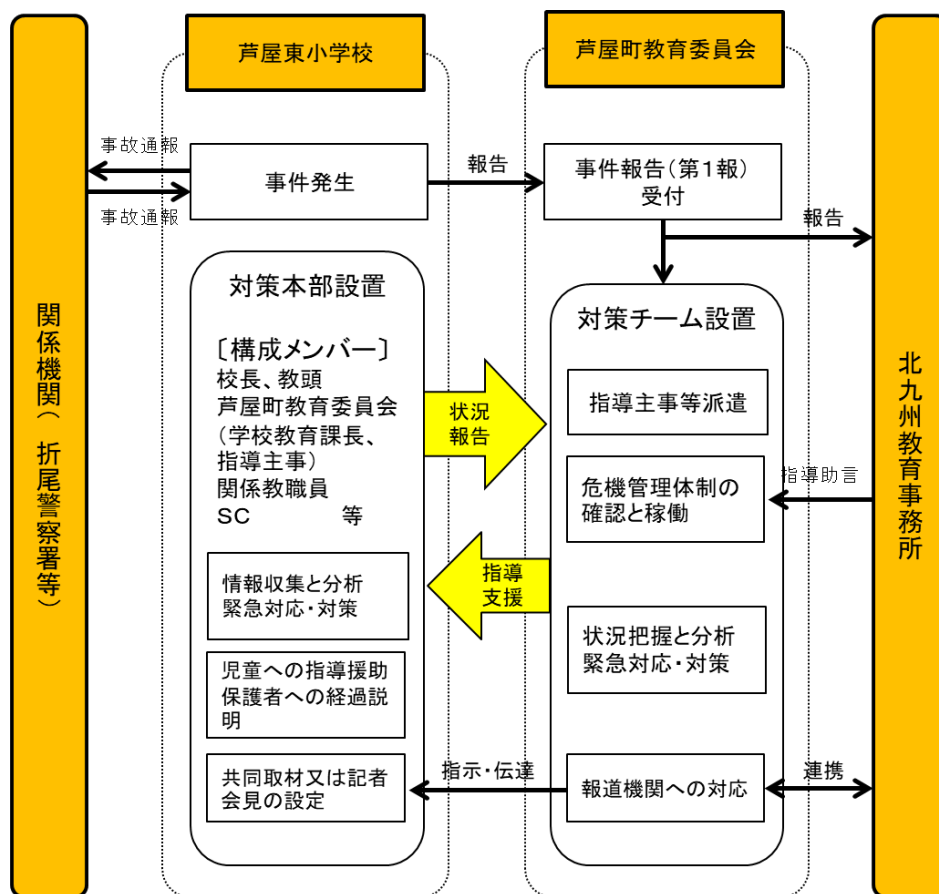 芦屋東小学校
芦屋町教育委員会
関係機関（折尾警察署等）
北九州教育事務所
事故通報
事故通報
事件発生
報告
事件報告（第１報）
受付
報告
対策本部設置
〔構成メンバー〕
校長、教頭
芦屋町教育委員会
（学校教育課長、
指導主事）
関係教職員
SC 等
情報収集と分析
緊急対応・対策
児童への指導援助
保護者への経過説
明
共同取材又は記者
会見の設定
状況
報告
指導
支援
指示・伝達
対策チーム設置
指導主事等派遣
危機管理体制の
確認と稼働
指導助言
状況把握と分析
緊急対応・対策
報道機関への対応
連携